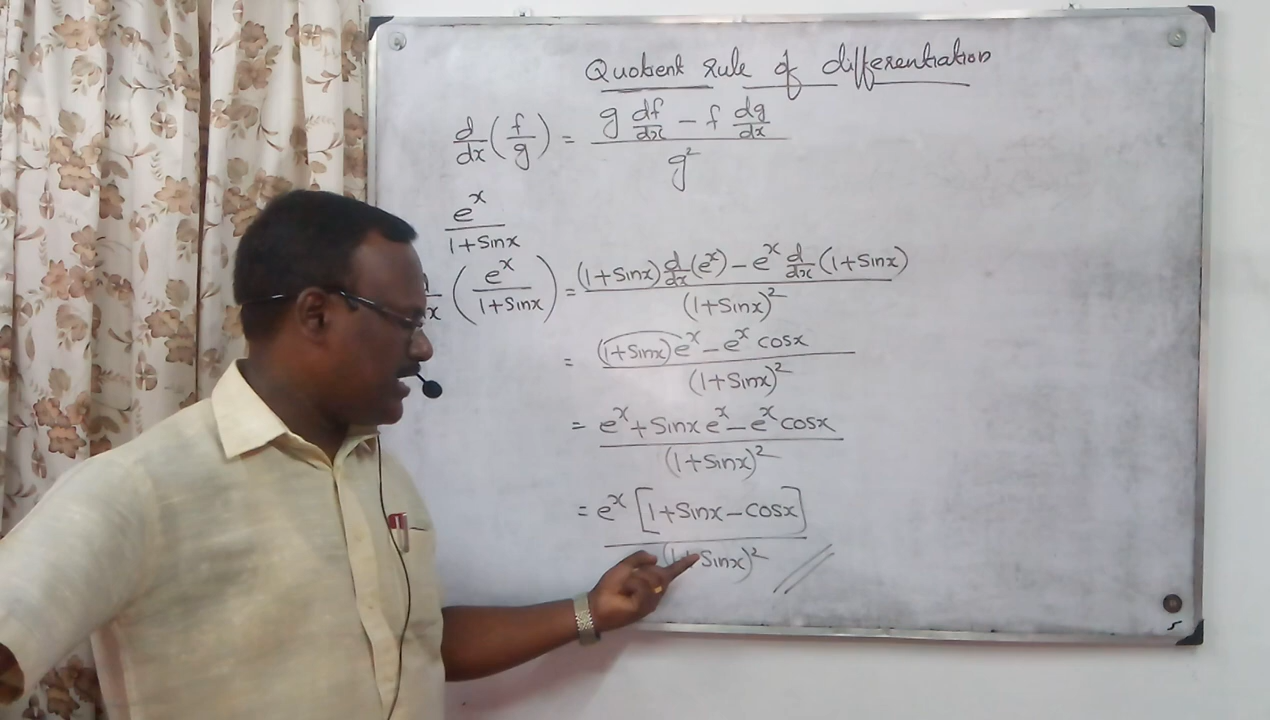 Quotient rule of differentiation
d/dx (f/g) = (g df/dx − f dg/dx) / g²
e^x / (1+Sinx)
(e^x / (1+Sinx)) = ((1+Sinx) d/dx (e^x) − e^x d/dx (1+Sinx)) / (1+Sinx)²
= ((1+Sinx) e^x − e^x cosx) / (1+Sinx)²
= (e^x + Sinx e^x − e^x cosx) / (1+Sinx)²
= e^x [1+Sinx − cosx] / (1+Sinx)²